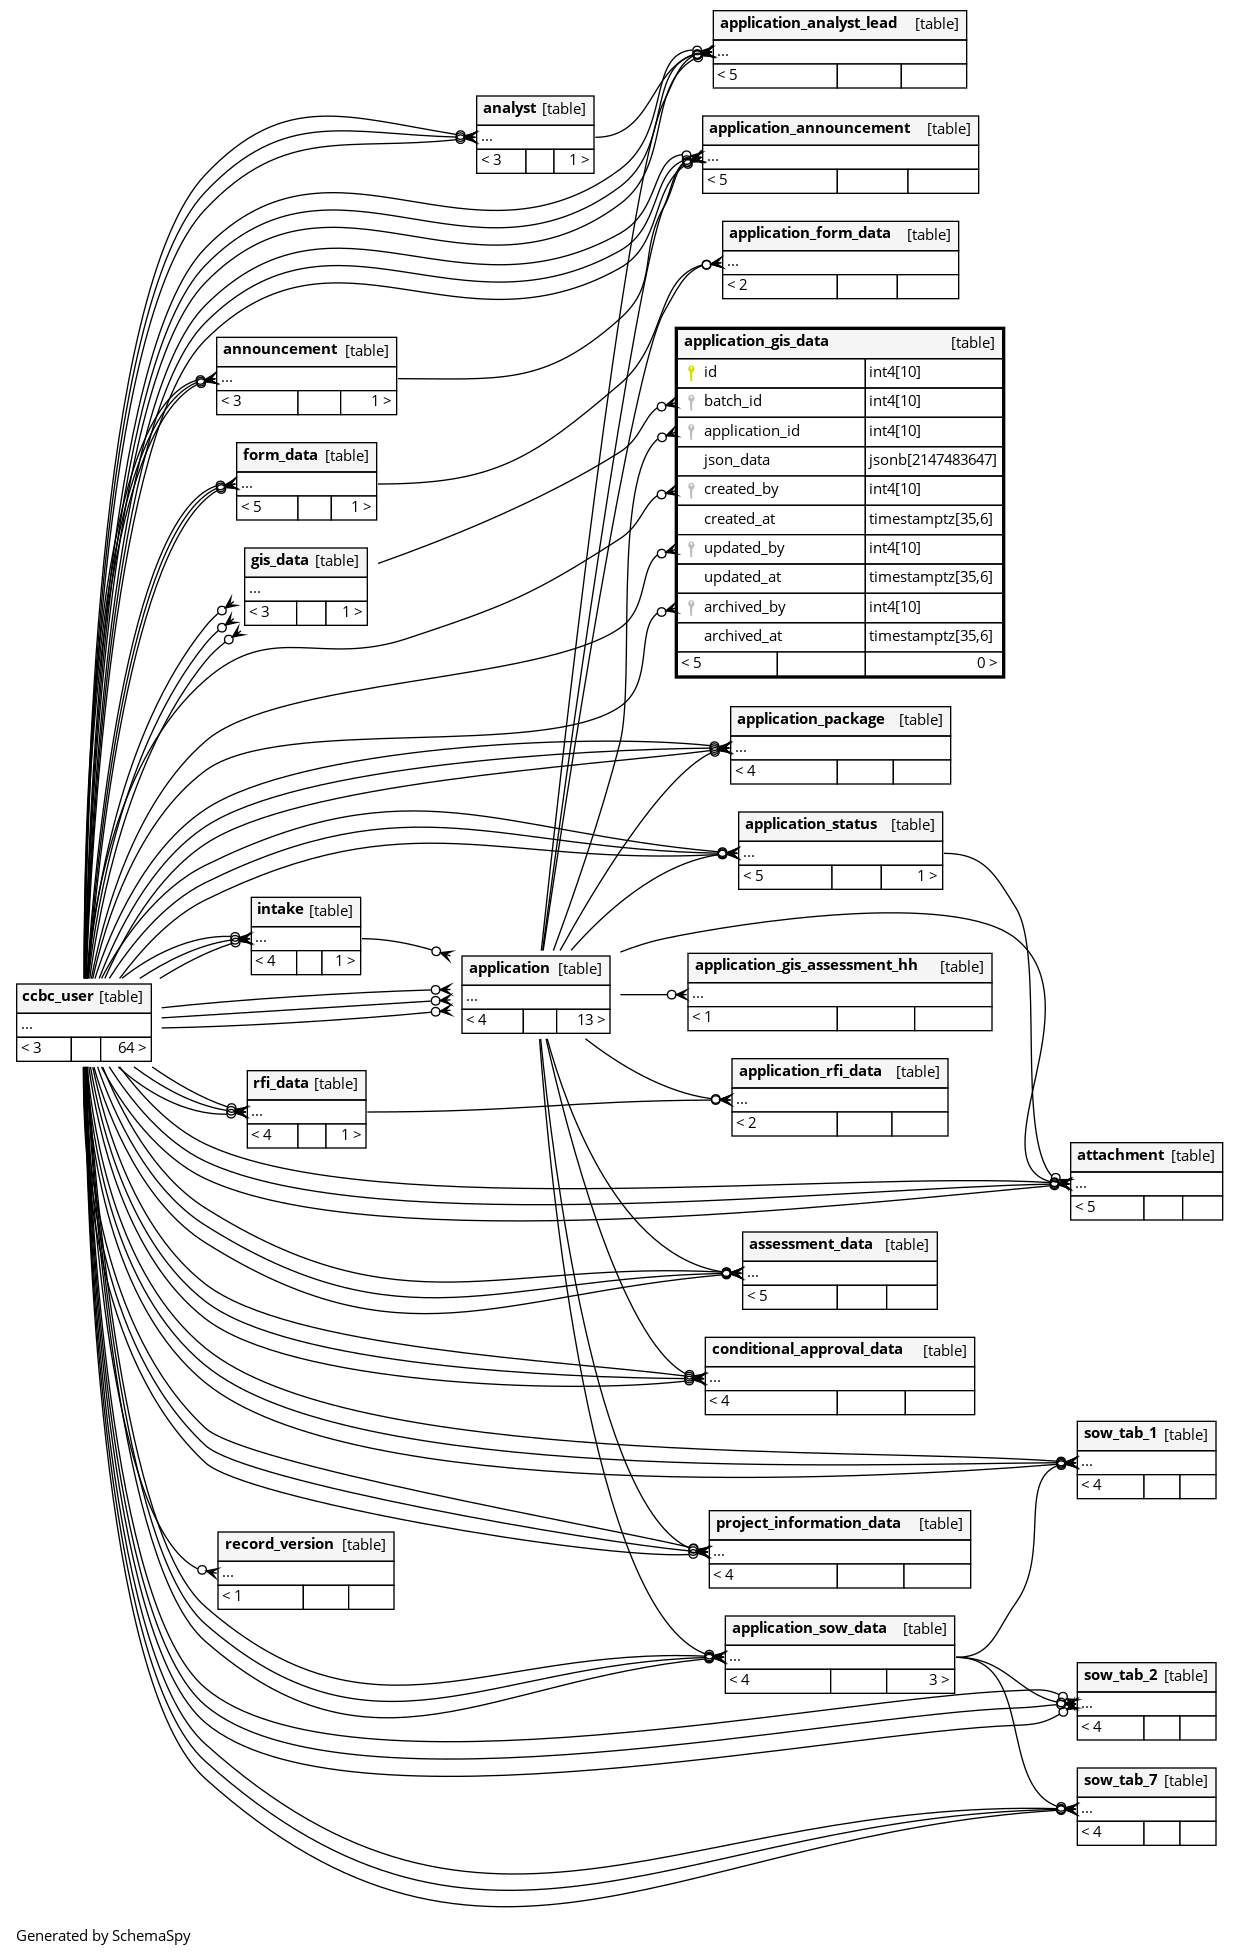 application_analyst_lead [table]
...
< 5
analyst [table]
...
< 3 1 >
application_announcement [table]
...
< 5
application_form_data [table]
...
< 2
application_gis_data [table]
id int4[10]
batch_id int4[10]
application_id int4[10]
json_data jsonb[2147483647]
created_by int4[10]
created_at timestamptz[35,6]
updated_by int4[10]
updated_at timestamptz[35,6]
archived_by int4[10]
archived_at timestamptz[35,6]
< 5 0 >
announcement [table]
...
< 3 1 >
form_data [table]
...
< 5 1 >
gis_data [table]
...
< 3 1 >
application_package [table]
...
< 4
application_status [table]
...
< 5 1 >
intake [table]
...
< 4 1 >
application [table]
...
< 4 13 >
application_gis_assessment_hh [table]
...
< 1
ccbc_user [table]
...
< 3 64 >
application_rfi_data [table]
...
< 2
rfi_data [table]
...
< 4 1 >
attachment [table]
...
< 5
assessment_data [table]
...
< 5
conditional_approval_data [table]
...
< 4
sow_tab_1 [table]
...
< 4
project_information_data [table]
...
< 4
record_version [table]
...
< 1
application_sow_data [table]
...
< 4 3 >
sow_tab_2 [table]
...
< 4
sow_tab_7 [table]
...
< 4
Generated by SchemaSpy